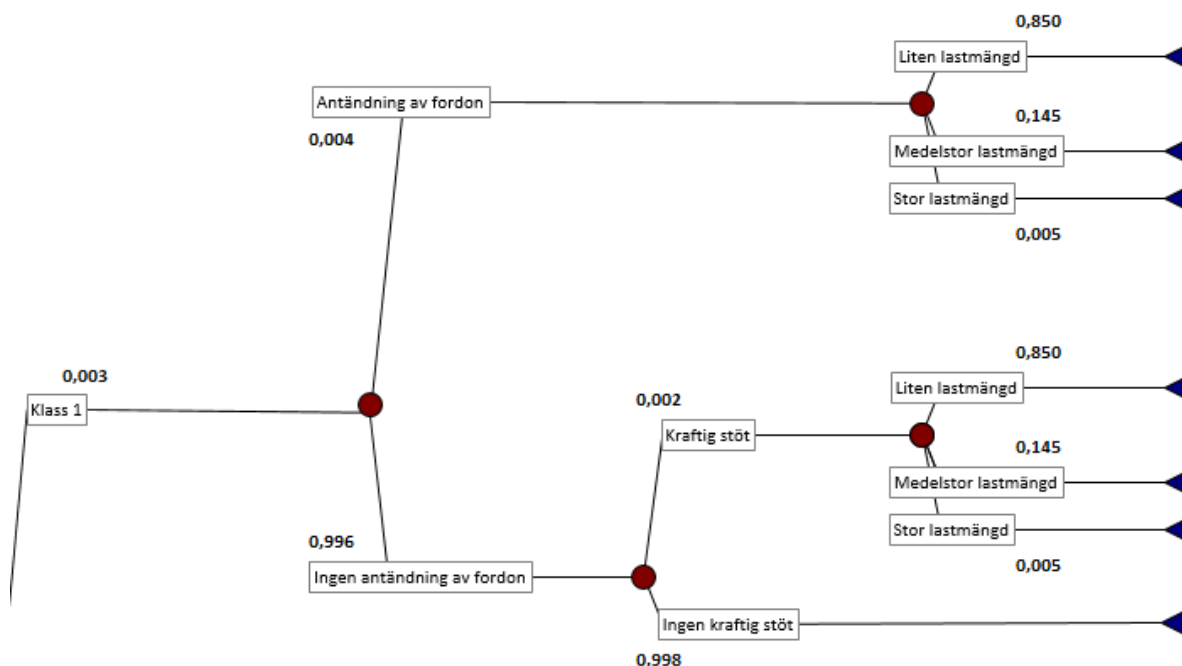 0,850
Liten lastmängd
Antändning av fordon
0,004
0,145
Medelstor lastmängd
Stor lastmängd
0,005
0,003
Klass 1
0,850
Liten lastmängd
0,002
Kraftig stöt
0,145
Medelstor lastmängd
Stor lastmängd
0,005
0,996
Ingen antändning av fordon
Ingen kraftig stöt
0,998